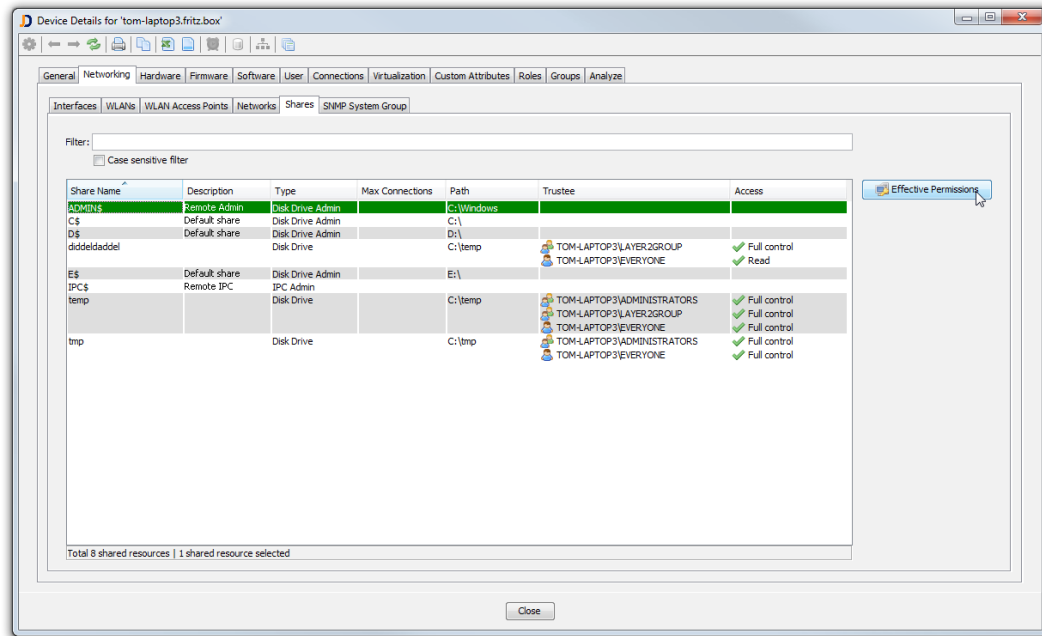 Device Details for 'tom-laptop3.fritz.box'
General Networking Hardware Firmware Software User Connections Virtualization Custom Attributes Roles Groups Analyze
Interfaces WLANs WLAN Access Points Networks Shares SNMP System Group
Filter:
Case sensitive filter
Share Name Description Type Max Connections Path Trustee Access
Effective Permissions
ADMIN$ Remote Admin Disk Drive Admin C:\Windows
C$ Default share Disk Drive Admin C:\
D$ Default share Disk Drive Admin D:\
diddeldaddel Disk Drive C:\temp TOM-LAPTOP3\LAYER2GROUP Full control
TOM-LAPTOP3\EVERYONE Read
E$ Default share Disk Drive Admin E:\
IPC$ Remote IPC IPC Admin
temp Disk Drive C:\temp TOM-LAPTOP3\ADMINISTRATORS Full control
TOM-LAPTOP3\LAYER2GROUP Full control
TOM-LAPTOP3\EVERYONE Full control
tmp Disk Drive C:\tmp TOM-LAPTOP3\ADMINISTRATORS Full control
TOM-LAPTOP3\EVERYONE Full control
Total 8 shared resources | 1 shared resource selected
Close